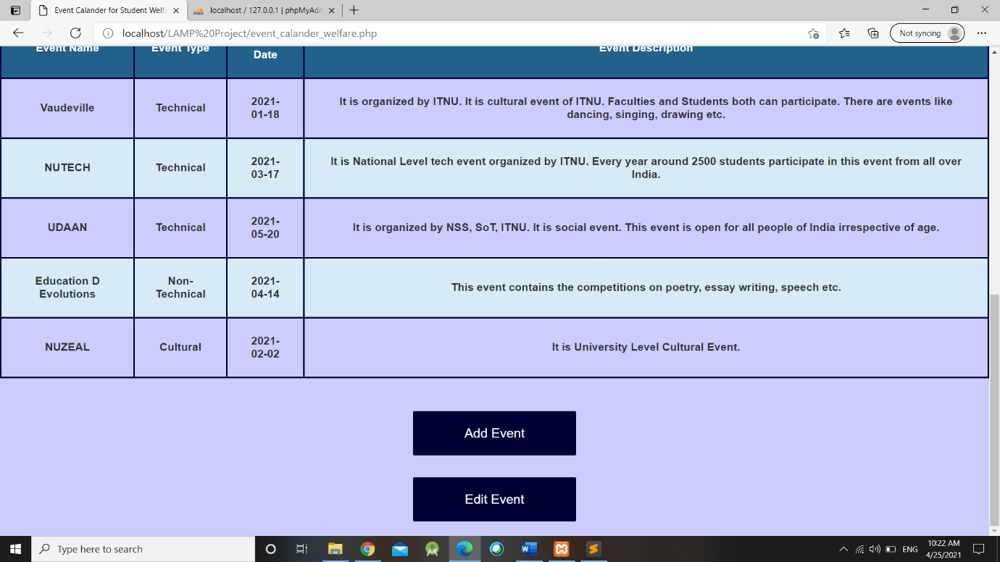 Event Calander for Student Welfa
localhost / 127.0.0.1 | phpMyAdm
localhost/LAMP%20Project/event_calander_welfare.php
Not syncing
Event Name Event Type Date Event Description
Vaudeville Technical 2021-
01-18 It is organized by ITNU. It is cultural event of ITNU. Faculties and Students both can participate. There are events like
dancing, singing, drawing etc.
NUTECH Technical 2021-
03-17 It is National Level tech event organized by ITNU. Every year around 2500 students participate in this event from all over
India.
UDAAN Technical 2021-
05-20 It is organized by NSS, SoT, ITNU. It is social event. This event is open for all people of India irrespective of age.
Education D
Evolutions Non-
Technical 2021-
04-14 This event contains the competitions on poetry, essay writing, speech etc.
NUZEAL Cultural 2021-
02-02 It is University Level Cultural Event.
Add Event
Edit Event
Type here to search
ENG
10:22 AM
4/25/2021